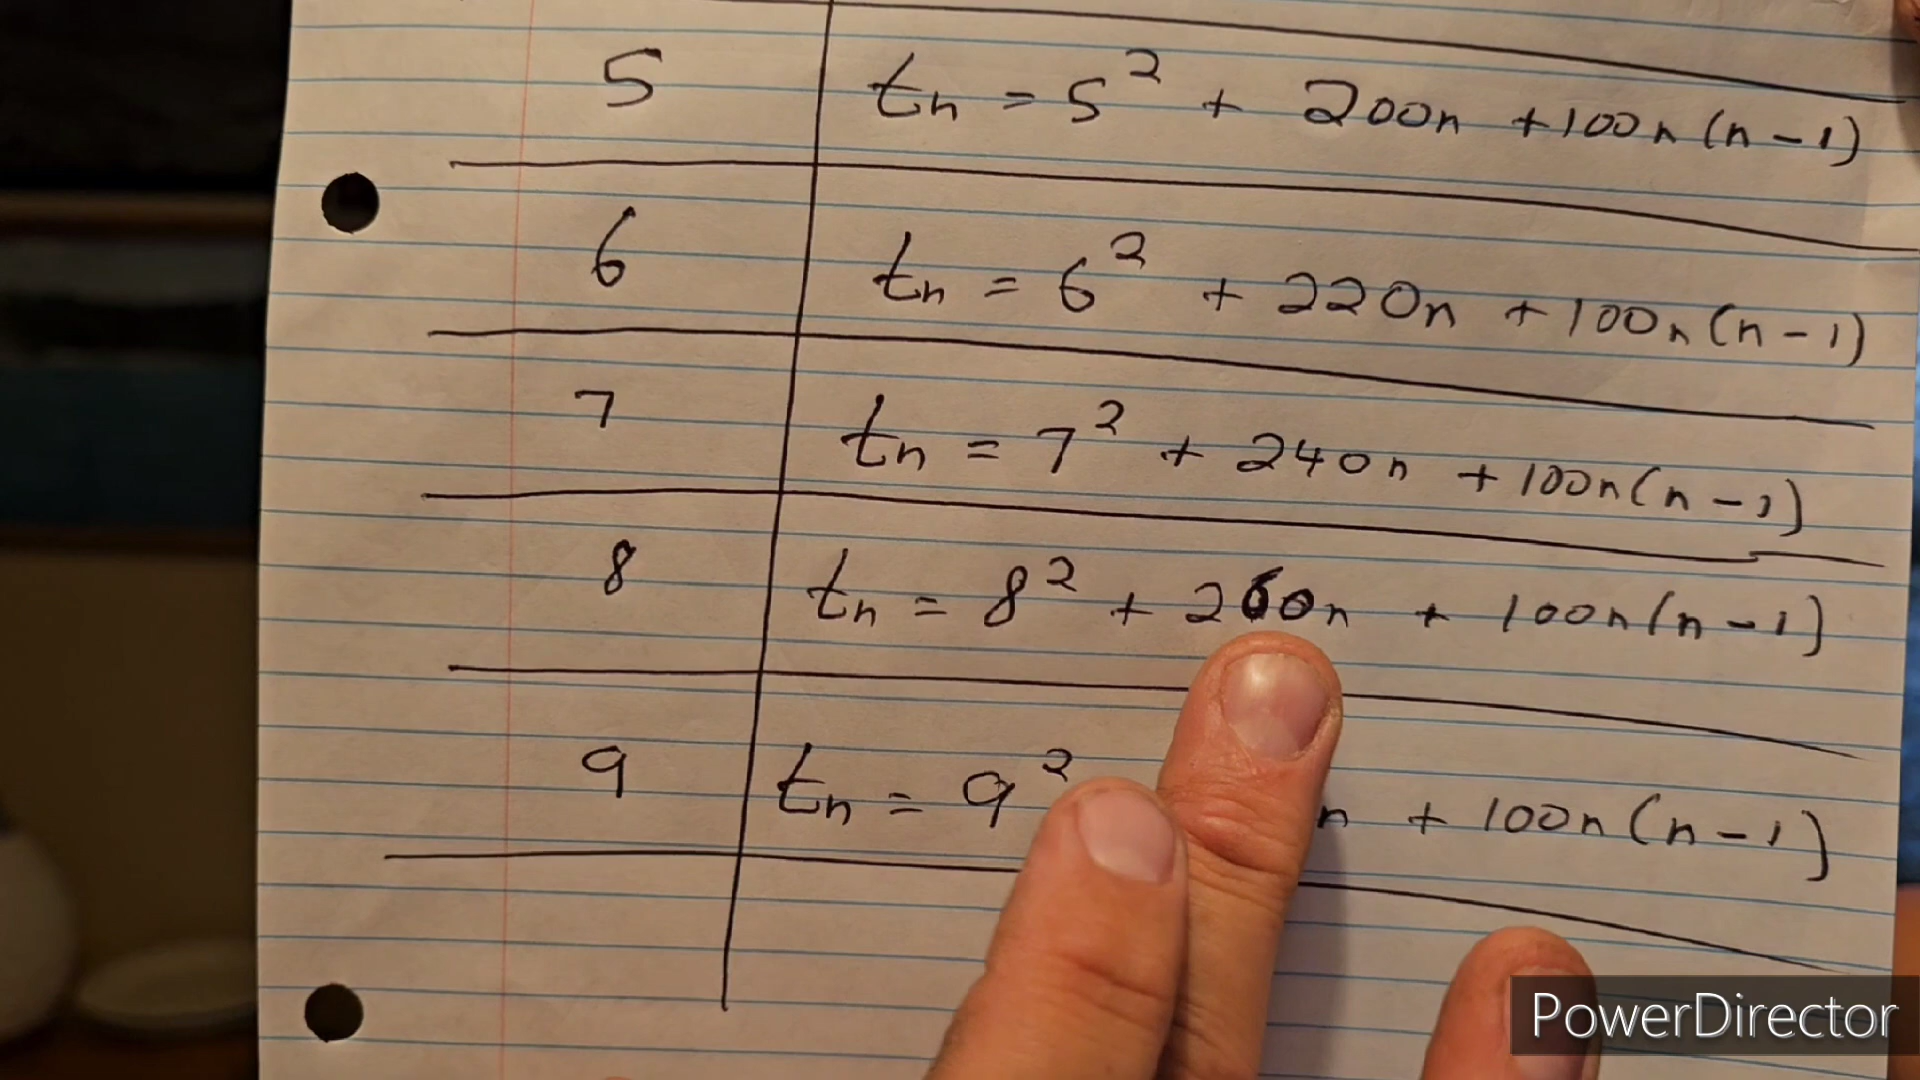 5 tn = 5² + 200n + 100n(n-1)
6 tn = 6² + 220n + 100n(n-1)
7 tn = 7² + 240n + 100n(n-1)
8 tn = 8² + 260n + 100n(n-1)
9 tn = 9² n + 100n(n-1)
PowerDirector